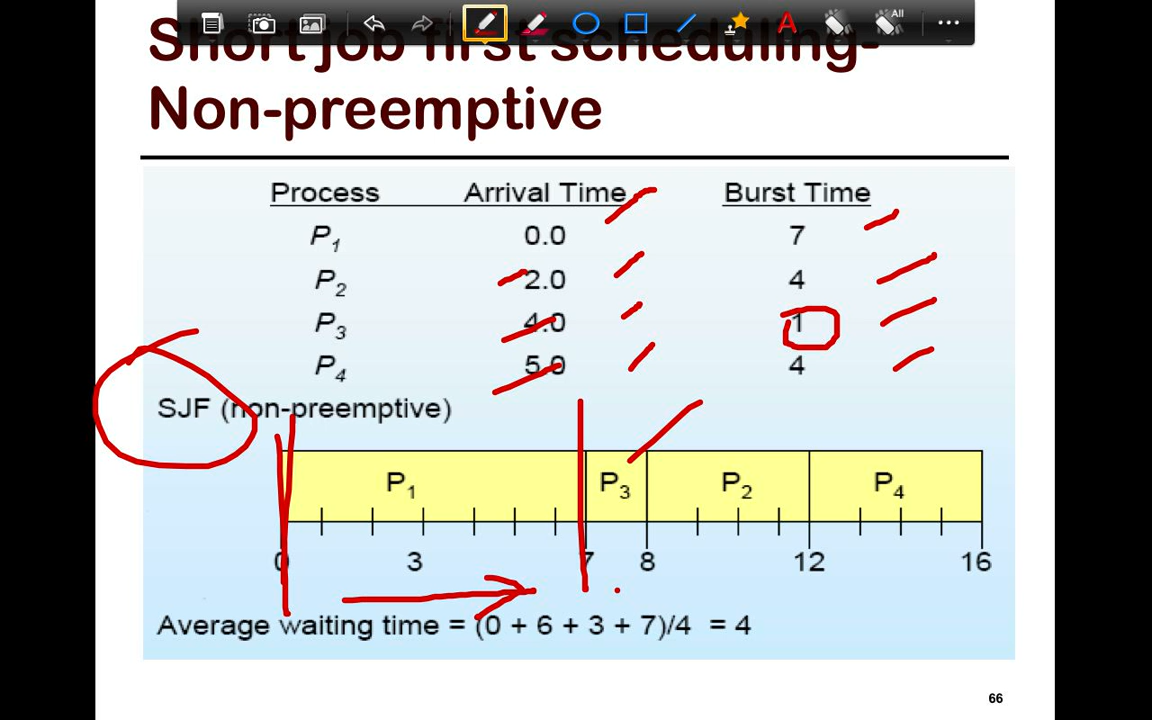 All
A
Short job first scheduling-
Non-preemptive
Process Arrival Time Burst Time
P1 0.0 7
P2 2.0 4
P3 4.0 1
P4 5.0 4
SJF (non-preemptive)
P1 P3 P2 P4
0 3 7 8 12 16
Average waiting time = (0 + 6 + 3 + 7)/4 = 4
66